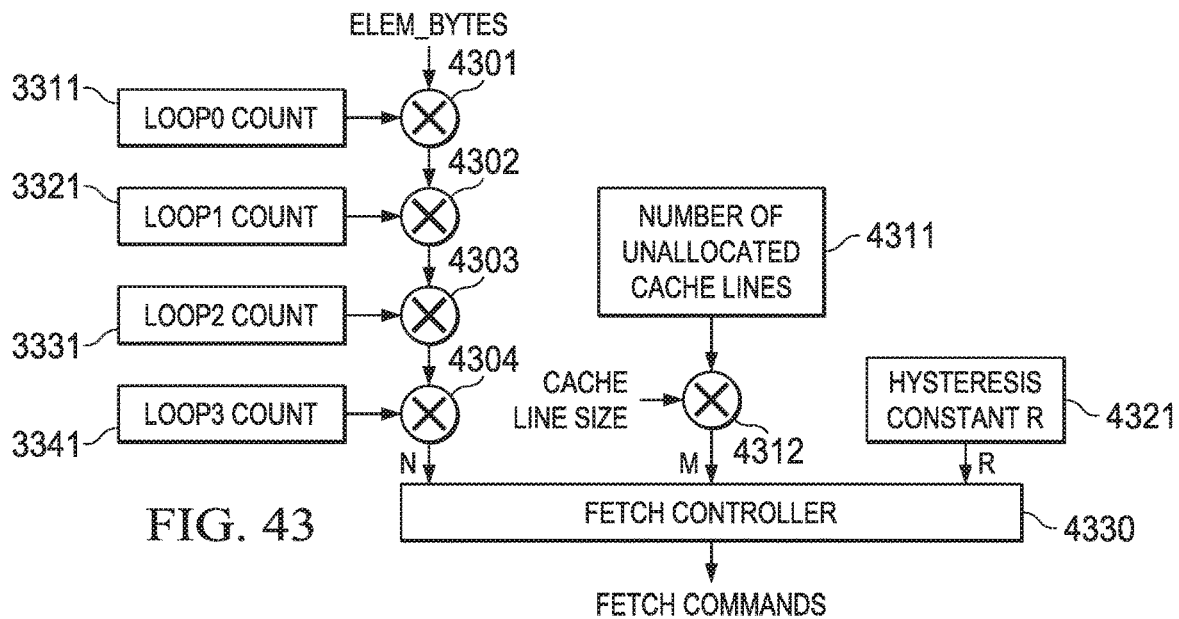 ELEM_BYTES
4301
3311
LOOP0 COUNT
4302
3321
LOOP1 COUNT
4303
3331
LOOP2 COUNT
4304
3341
LOOP3 COUNT
NUMBER OF
UNALLOCATED
CACHE LINES
4311
CACHE
LINE SIZE
4312
HYSTERESIS
CONSTANT R
4321
N
M
R
FETCH CONTROLLER
4330
FETCH COMMANDS
FIG. 43